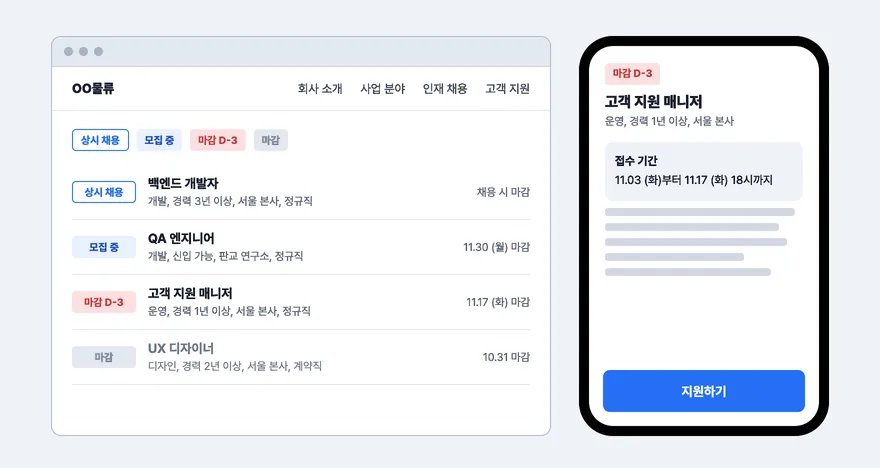 OO물류
회사 소개 사업 분야 인재 채용 고객 지원
상시 채용 모집 중 마감 D-3 마감
상시 채용
백엔드 개발자
개발, 경력 3년 이상, 서울 본사, 정규직
채용 시 마감
모집 중
QA 엔지니어
개발, 신입 가능, 판교 연구소, 정규직
11.30 (월) 마감
마감 D-3
고객 지원 매니저
운영, 경력 1년 이상, 서울 본사, 정규직
11.17 (화) 마감
마감
UX 디자이너
디자인, 경력 2년 이상, 서울 본사, 계약직
10.31 마감
마감 D-3
고객 지원 매니저
운영, 경력 1년 이상, 서울 본사
접수 기간
11.03 (화)부터 11.17 (화) 18시까지
지원하기